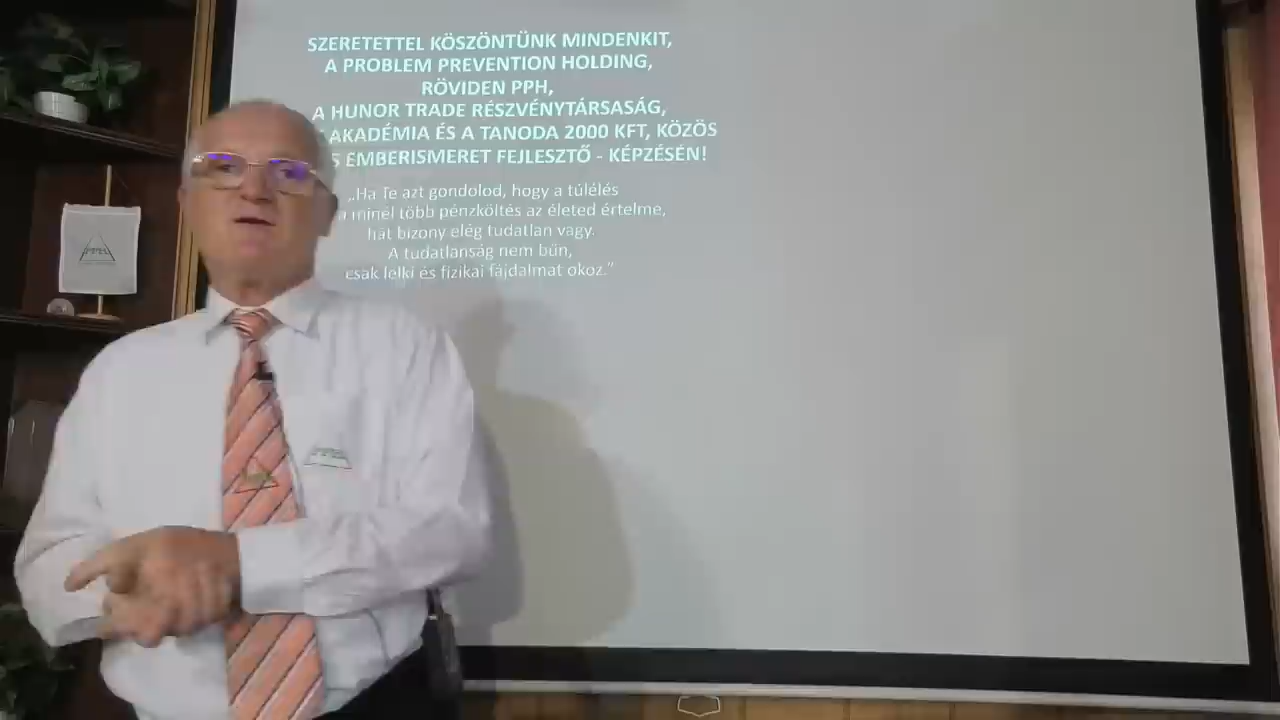 SZERETETTEL KÖSZÖNTÜNK MINDENKIT,
A PROBLEM PREVENTION HOLDING,
RÖVIDEN PPH,
A HUNOR TRADE RÉSZVÉNYTÁRSASÁG,
AKADÉMIA ÉS A TANODA 2000 KFT, KÖZÖS
EMBERISMERET FEJLESZTŐ - KÉPZÉSÉN!
„Ha Te azt gondolod, hogy a túlélés
a minél több pénzköltés az életed értelme,
hát bizony elég tudatlan vagy.
A tudatlanság nem bűn,
csak lelki és fizikai fájdalmat okoz.”
PPH
PPH